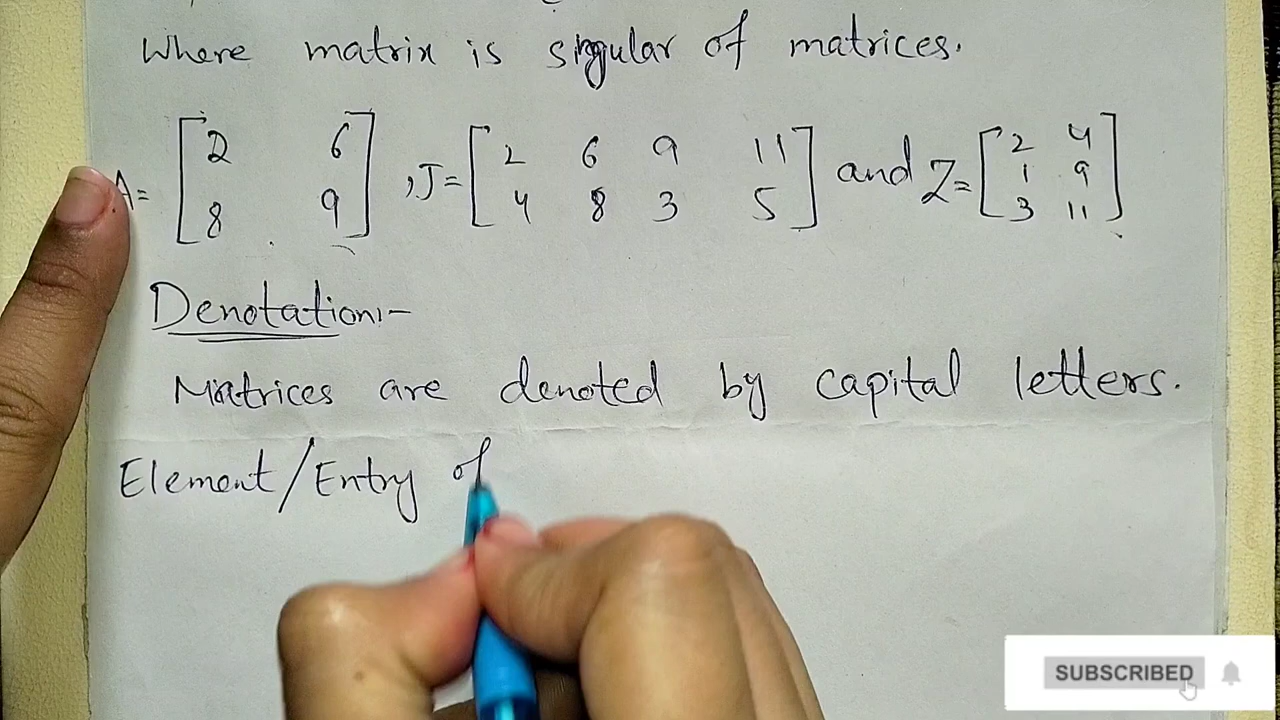 Where matrix is singular of matrices.
A= [2 6
8 9] , J= [2 6 9 11
4 8 3 5] and Z= [2 4
1 9
3 11]
Denotation:-
Matrices are denoted by capital letters.
Element/Entry of
SUBSCRIBED